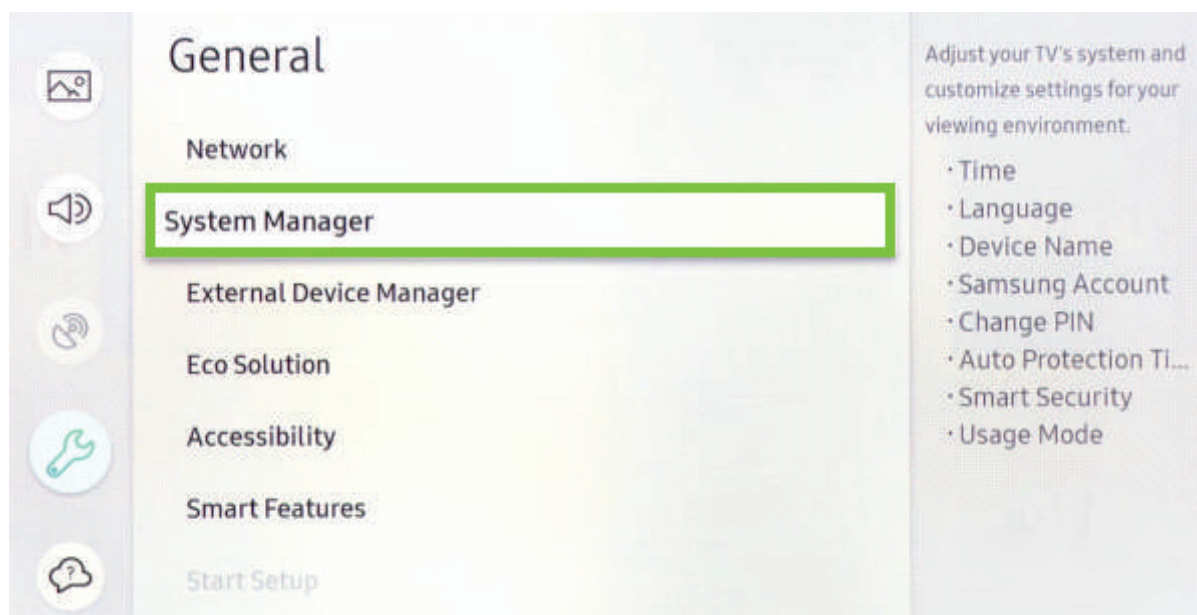 General
Network
System Manager
External Device Manager
Eco Solution
Accessibility
Smart Features
Start Setup
Adjust your TV's system and
customize settings for your
viewing environment.
· Time
· Language
· Device Name
· Samsung Account
· Change PIN
· Auto Protection Ti...
· Smart Security
· Usage Mode
?